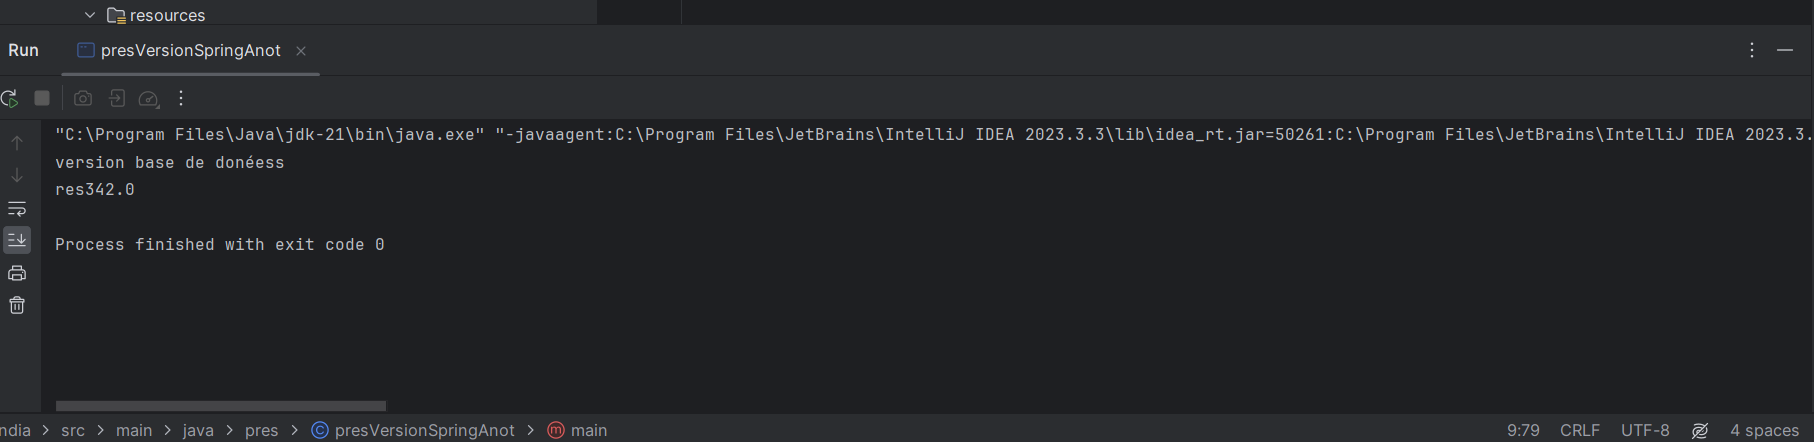 resources
Run presVersionSpringAnot
"C:\Program Files\Java\jdk-21\bin\java.exe" "-javaagent:C:\Program Files\JetBrains\IntelliJ IDEA 2023.3.3\lib\idea_rt.jar=50261:C:\Program Files\JetBrains\IntelliJ IDEA 2023.3.
version base de donéess
res342.0
Process finished with exit code 0
ndia > src > main > java > pres > presVersionSpringAnot > main 9:79 CRLF UTF-8 4 spaces